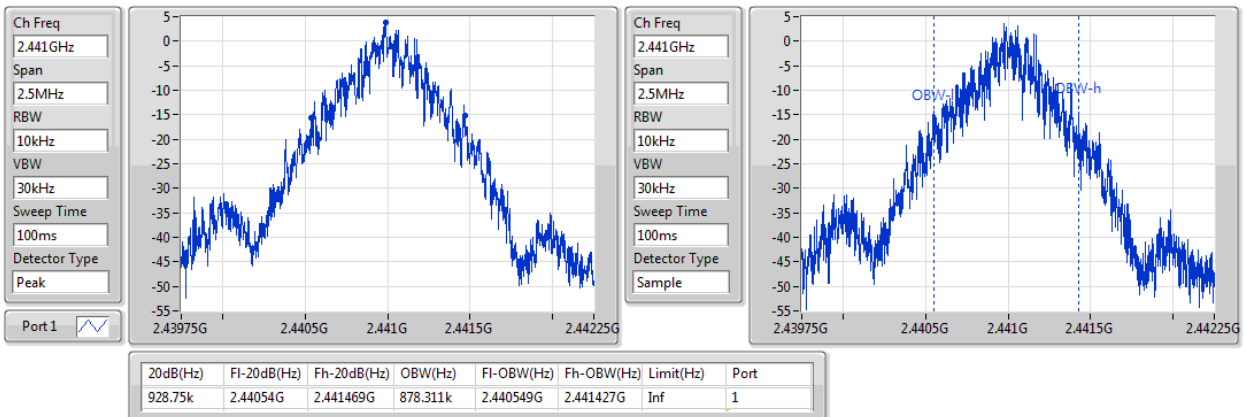 Ch Freq
2.441GHz
Span
2.5MHz
RBW
10kHz
VBW
30kHz
Sweep Time
100ms
Detector Type
Peak
Port 1
5-
0-
-5-
-10-
-15-
-20-
-25-
-30-
-35-
-40-
-45-
-50-
-55-
2.43975G 2.4405G 2.441G 2.4415G 2.44225G
Ch Freq
2.441GHz
Span
2.5MHz
RBW
10kHz
VBW
30kHz
Sweep Time
100ms
Detector Type
Sample
5-
0-
-5-
-10-
-15-
-20-
-25-
-30-
-35-
-40-
-45-
-50-
-55-
OBW-l OBW-h
2.43975G 2.4405G 2.441G 2.4415G 2.44225G
20dB(Hz) Fl-20dB(Hz) Fh-20dB(Hz) OBW(Hz) Fl-OBW(Hz) Fh-OBW(Hz) Limit(Hz) Port
928.75k 2.44054G 2.441469G 878.311k 2.440549G 2.441427G Inf 1